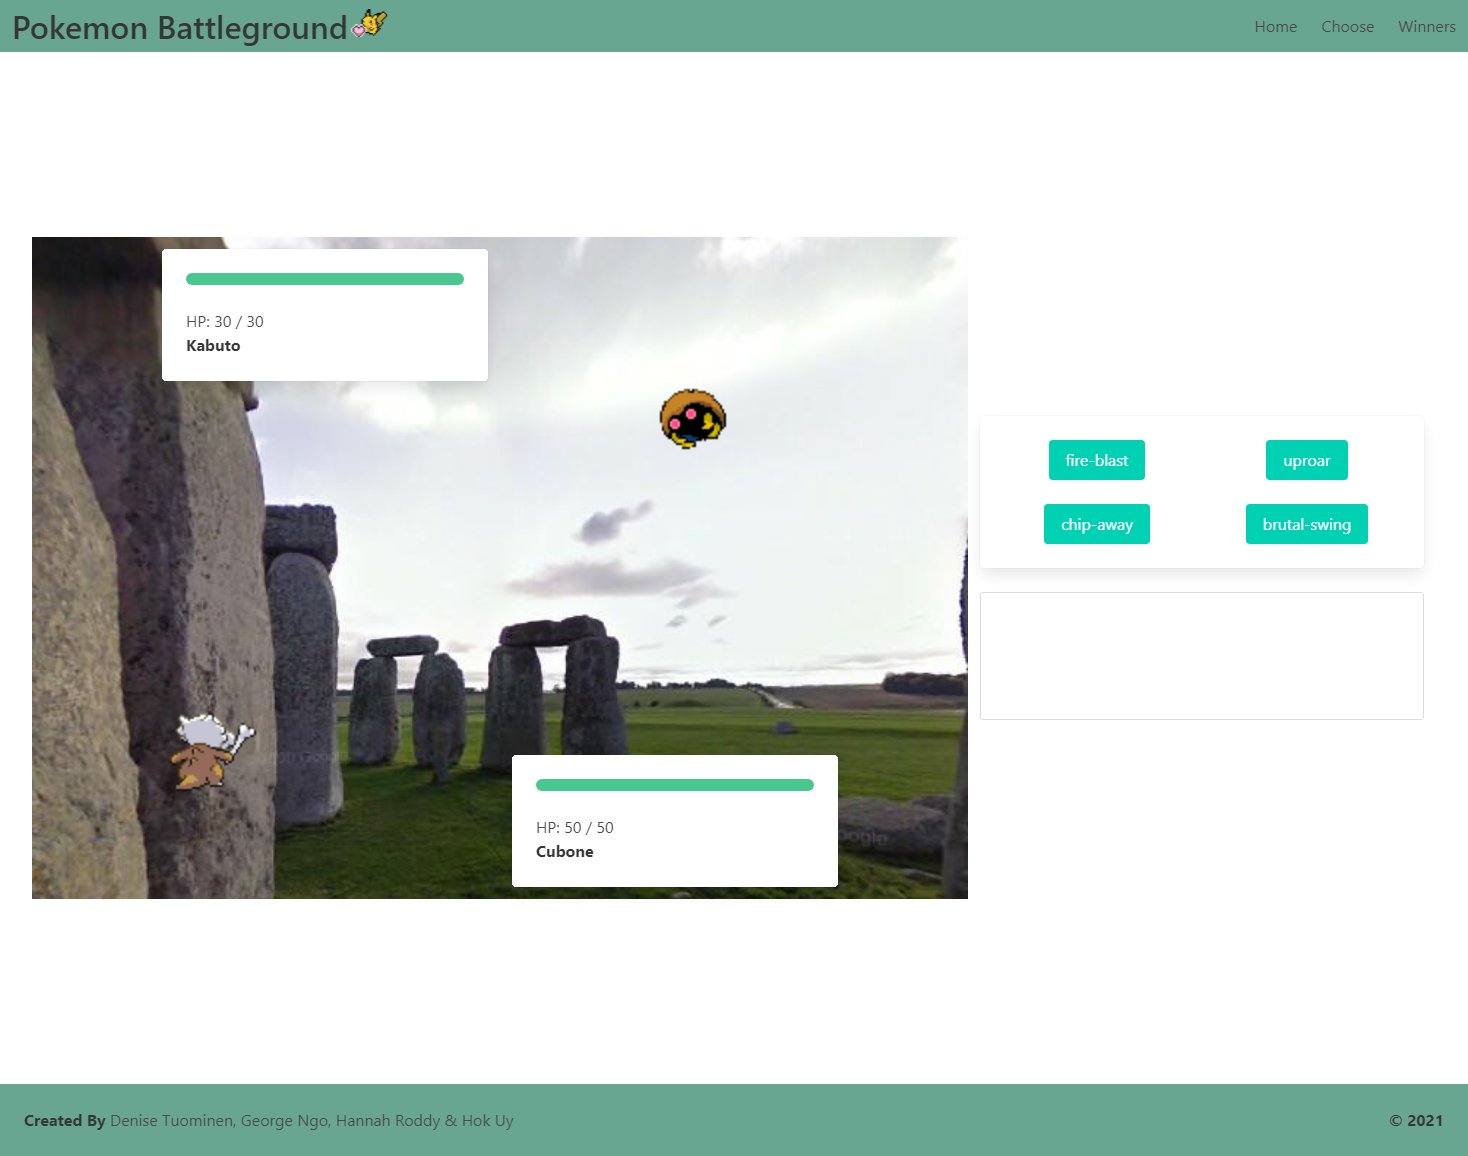 Pokemon Battleground
Home Choose Winners
HP: 30 / 30
Kabuto
fire-blast uproar
chip-away brutal-swing
Google
HP: 50 / 50
Cubone
Created By Denise Tuominen, George Ngo, Hannah Roddy & Hok Uy
© 2021